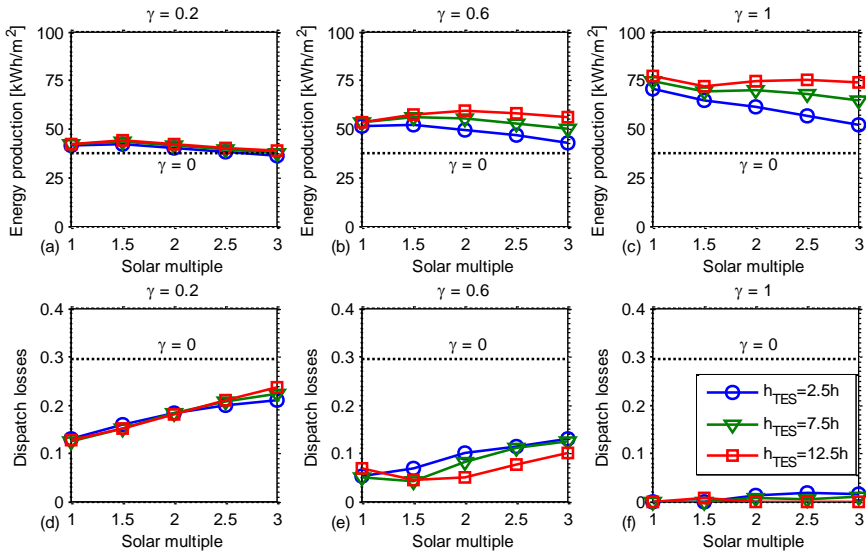 γ = 0.2
Energy production [kWh/m²]
100
75
50
25
0
γ = 0
(a)
1 1.5 2 2.5 3
Solar multiple
γ = 0.6
Energy production [kWh/m²]
100
75
50
25
0
γ = 0
(b)
1 1.5 2 2.5 3
Solar multiple
γ = 1
Energy production [kWh/m²]
100
75
50
25
0
γ = 0
(c)
1 1.5 2 2.5 3
Solar multiple
γ = 0.2
Dispatch losses
0.4
0.3
0.2
0.1
0
γ = 0
(d)
1 1.5 2 2.5 3
Solar multiple
γ = 0.6
Dispatch losses
0.4
0.3
0.2
0.1
0
γ = 0
(e)
1 1.5 2 2.5 3
Solar multiple
γ = 1
Dispatch losses
0.4
0.3
0.2
0.1
0
γ = 0
h_TES=2.5h
h_TES=7.5h
h_TES=12.5h
(f)
1 1.5 2 2.5 3
Solar multiple